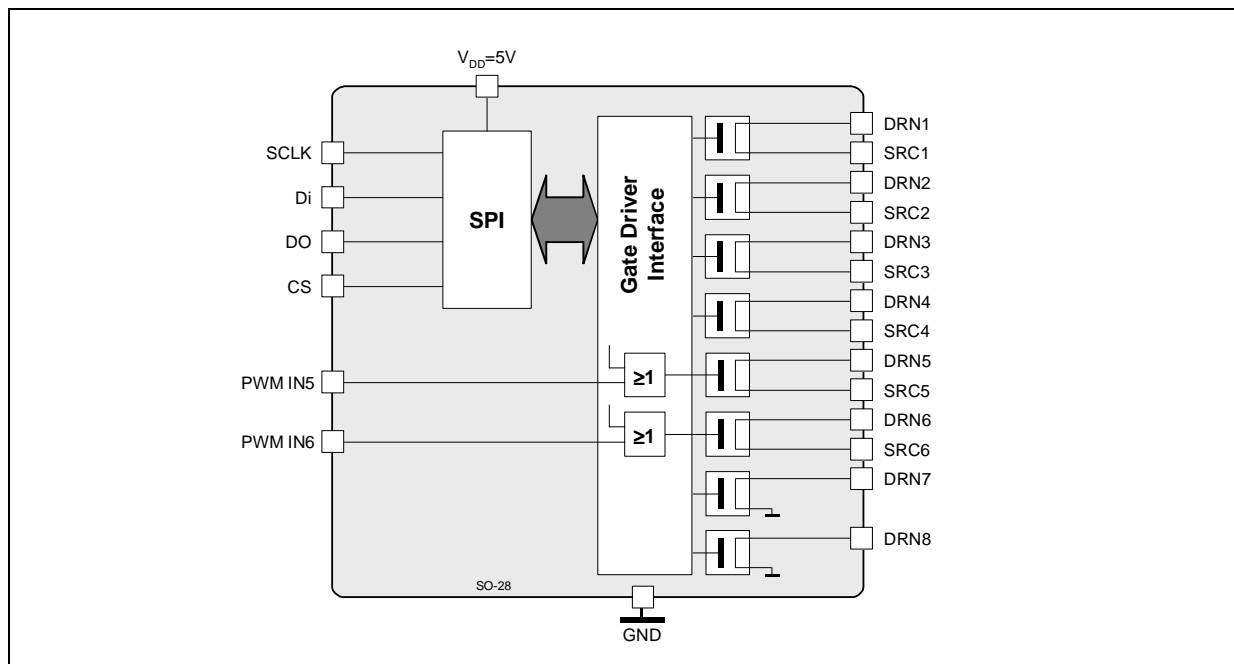 V_DD=5V
SCLK
Di
DO
CS
SPI
Gate Driver
Interface
PWM IN5
PWM IN6
≥1
≥1
DRN1
SRC1
DRN2
SRC2
DRN3
SRC3
DRN4
SRC4
DRN5
SRC5
DRN6
SRC6
DRN7
DRN8
SO-28
GND